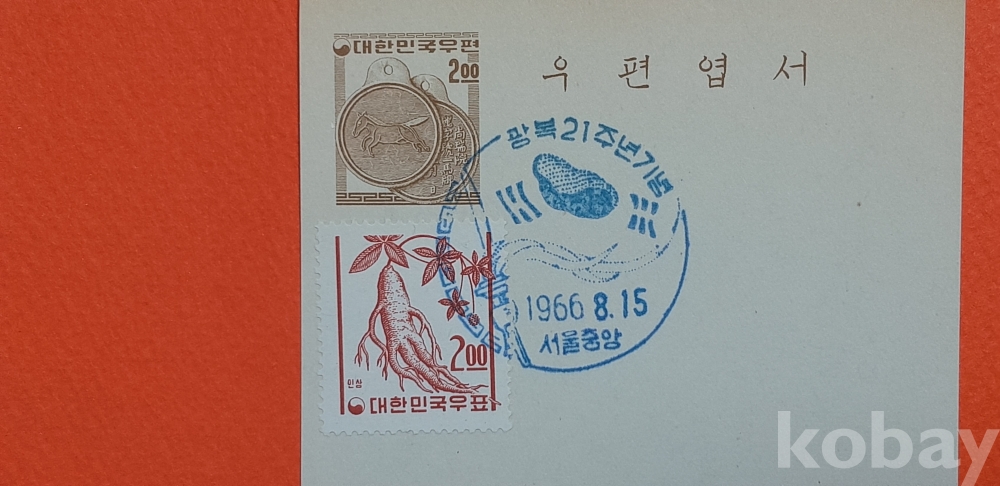 대한민국우편
2.00
우편엽서
광복21주년기념
1966 8.15
서울중앙
2.00
인삼
대한민국우표
kobay